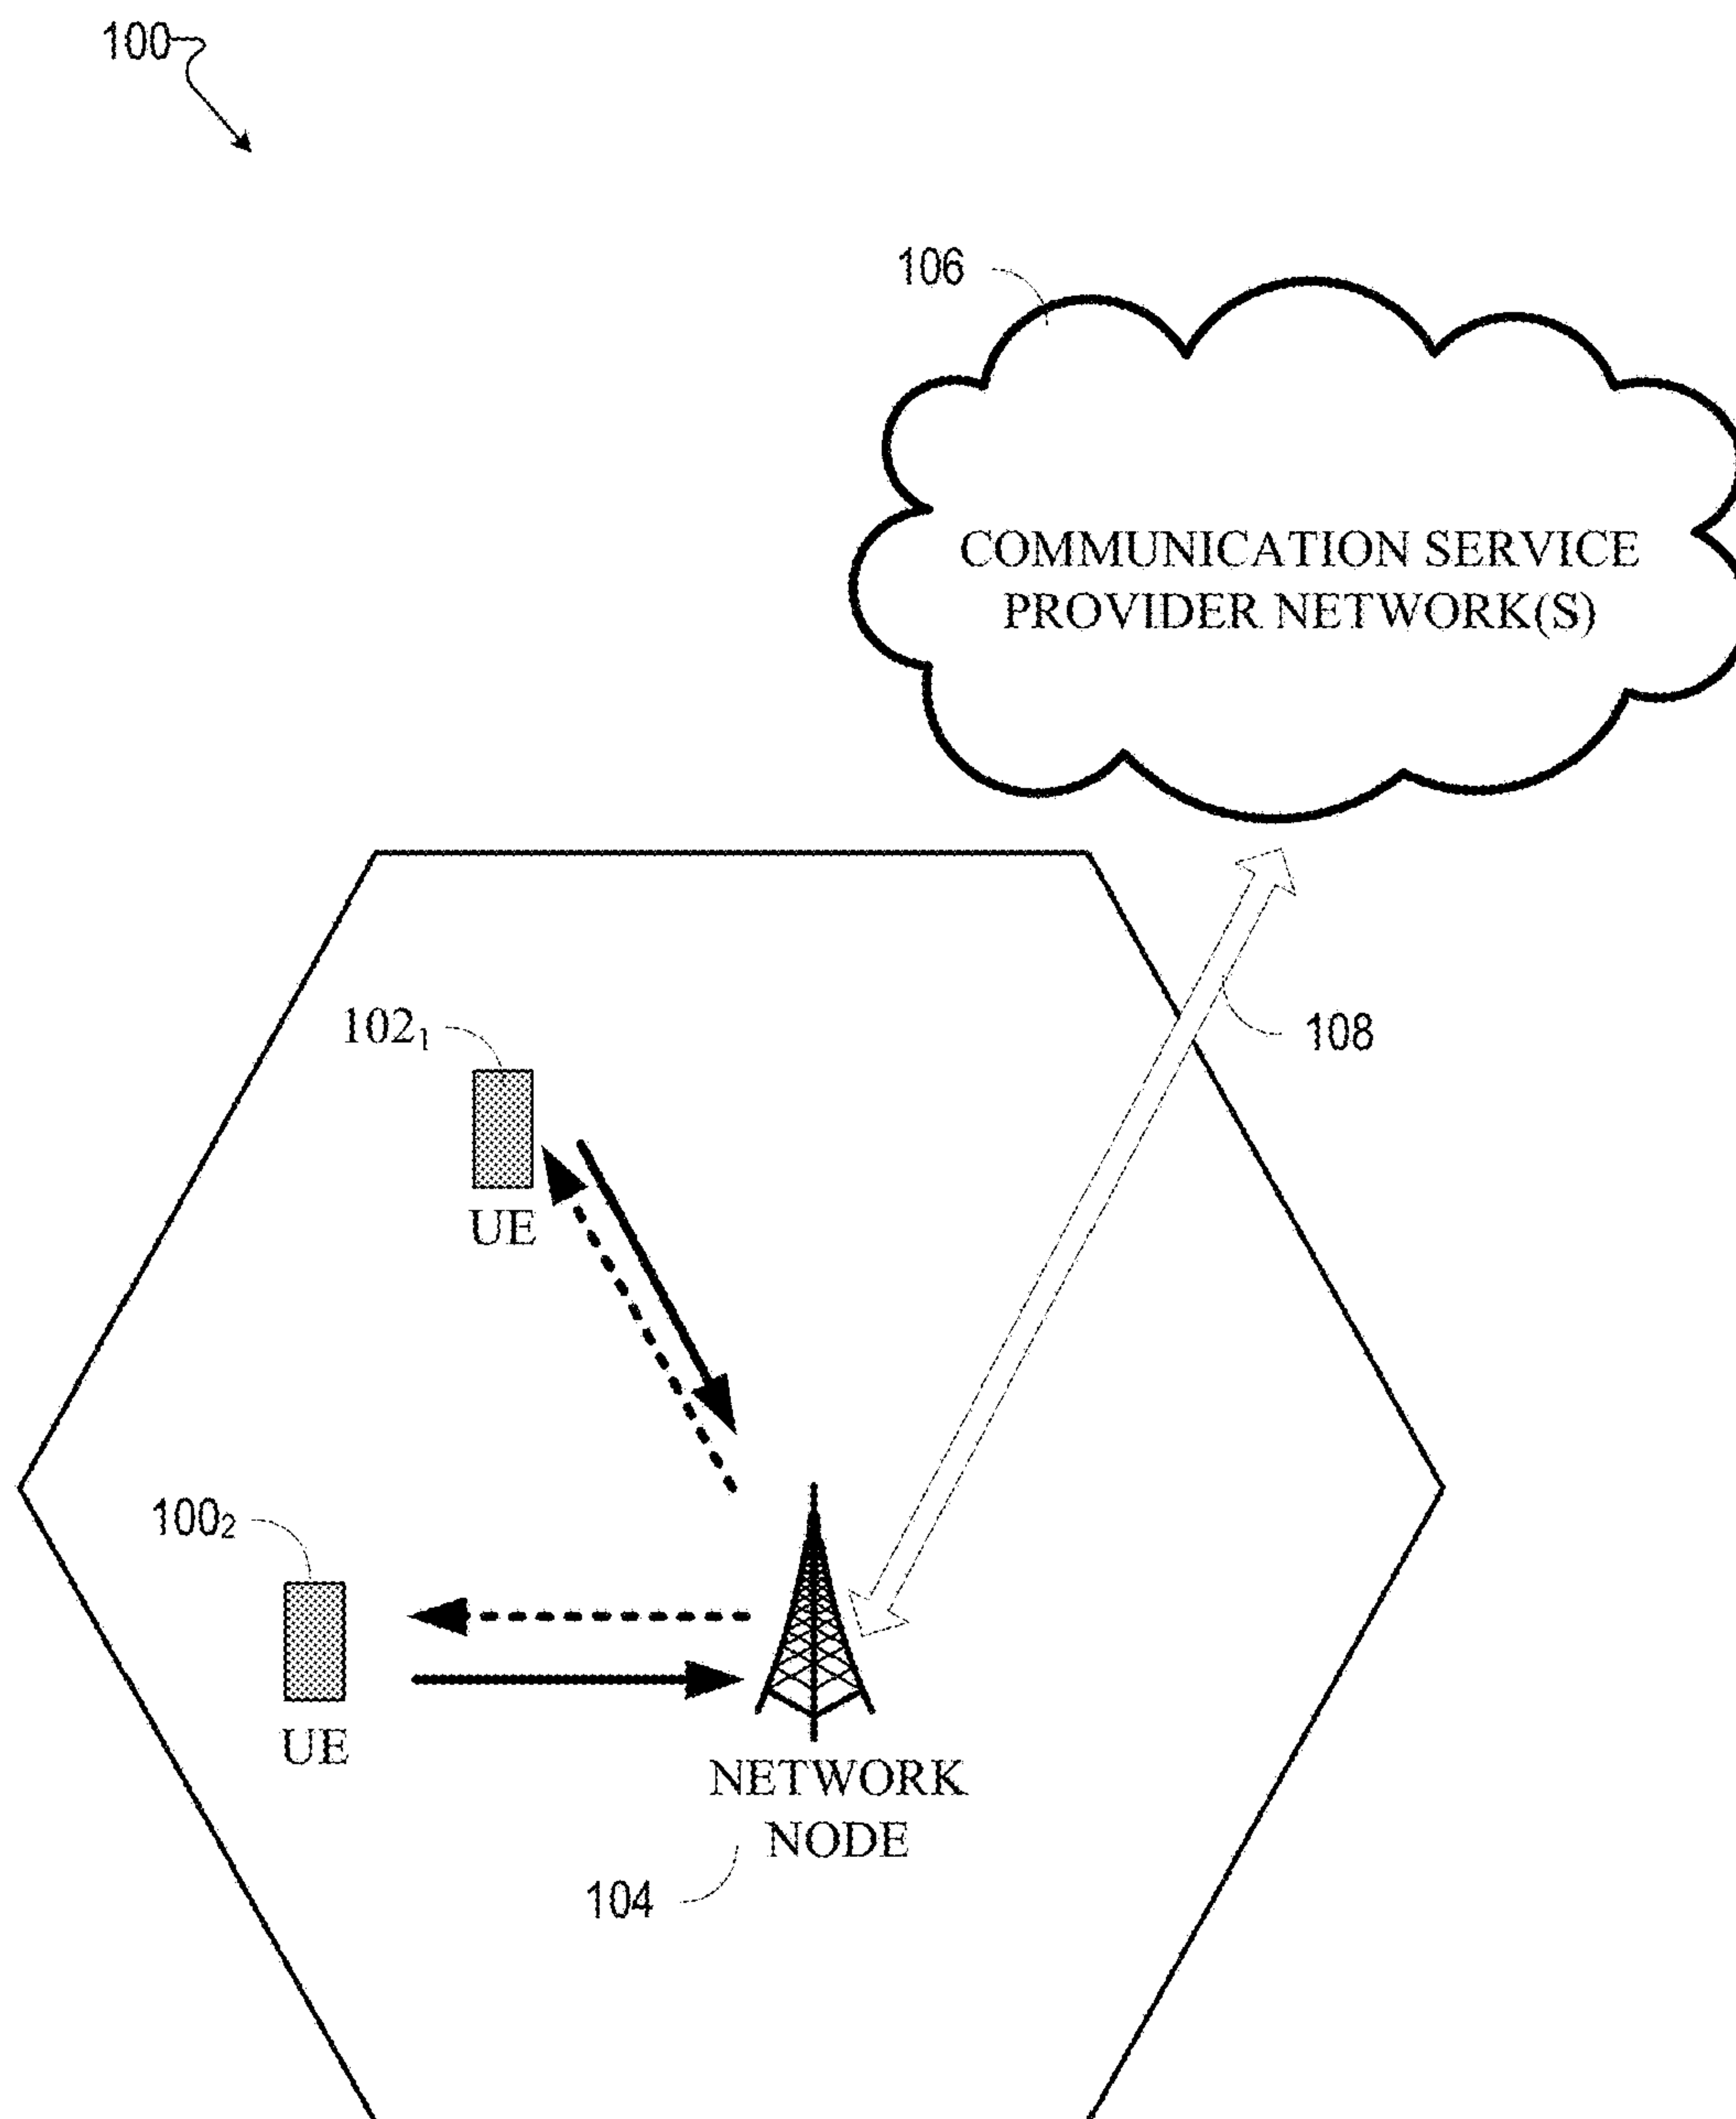 100
106
COMMUNICATION SERVICE
PROVIDER NETWORK(S)
102₁
108
UE
100₂
UE
NETWORK
NODE
104